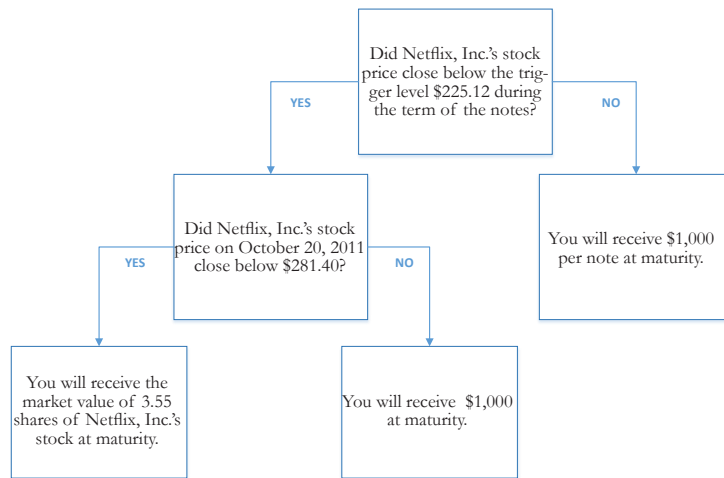 Did Netflix, Inc.'s stock
price close below the trig-
ger level $225.12 during
the term of the notes?
YES
NO
Did Netflix, Inc.'s stock
price on October 20, 2011
close below $281.40?
You will receive $1,000
per note at maturity.
YES
NO
You will receive the
market value of 3.55
shares of Netflix, Inc.'s
stock at maturity.
You will receive $1,000
at maturity.